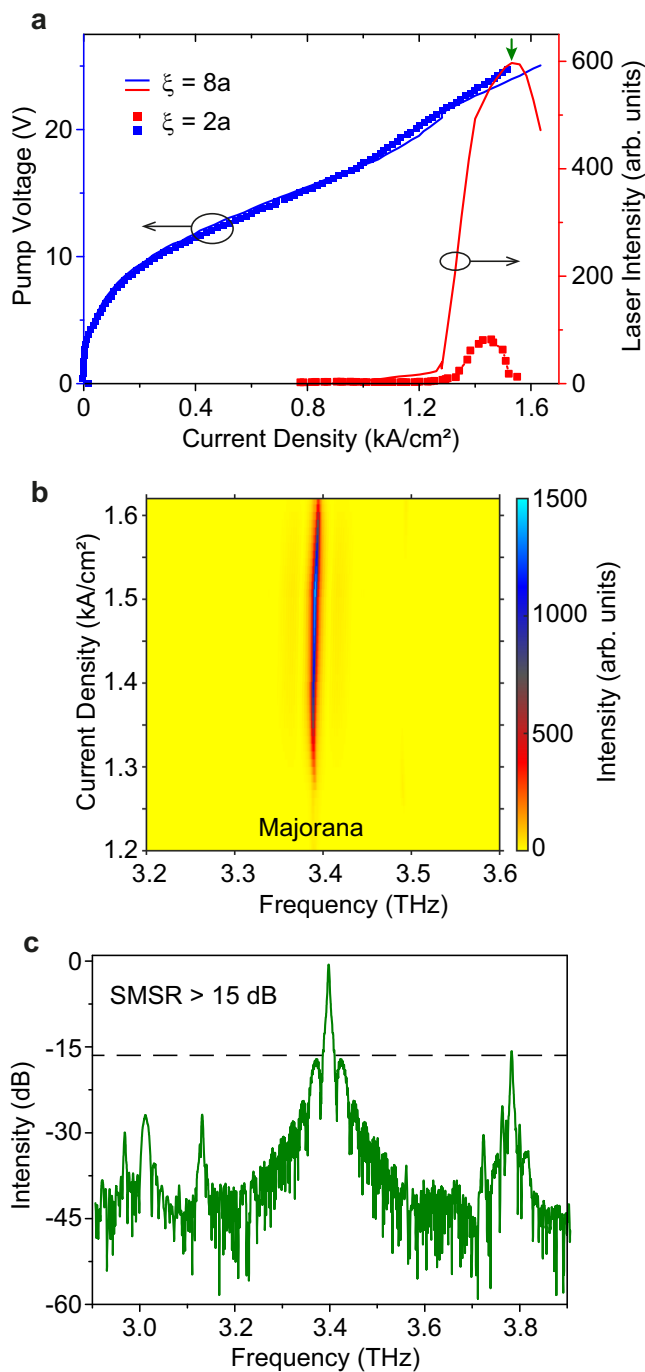 a
Pump Voltage (V)
20
10
0
ξ = 8a
ξ = 2a
600
400
200
0
Laser Intensity (arb. units)
0
0.4
0.8
1.2
1.6
Current Density (kA/cm²)
b
Current Density (kA/cm²)
1.6
1.5
1.4
1.3
1.2
Majorana
3.2
3.3
3.4
3.5
3.6
Frequency (THz)
1500
1000
500
0
Intensity (arb. units)
c
Intensity (dB)
0
-15
-30
-45
-60
SMSR > 15 dB
3.0
3.2
3.4
3.6
3.8
Frequency (THz)